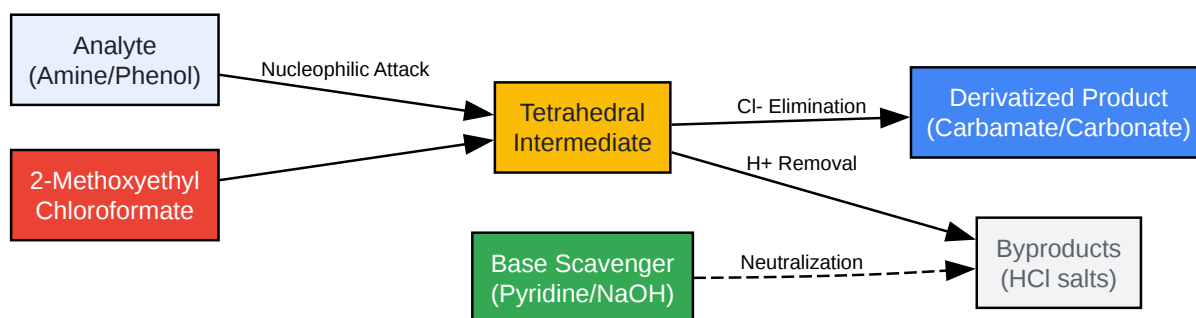 Analyte
(Amine/Phenol)
Nucleophilic Attack
2-Methoxyethyl
Chloroformate
Tetrahedral
Intermediate
Cl- Elimination
H+ Removal
Derivatized Product
(Carbamate/Carbonate)
Base Scavenger
(Pyridine/NaOH)
Neutralization
Byproducts
(HCl salts)